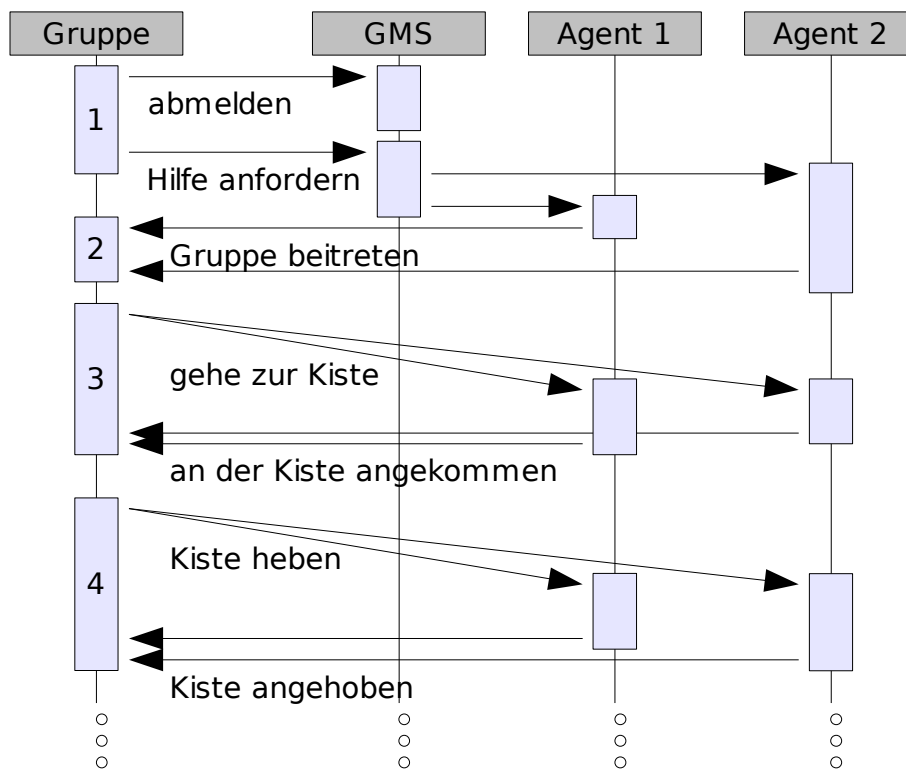 Gruppe GMS Agent 1 Agent 2
1
abmelden
Hilfe anfordern
2
Gruppe beitreten
3
gehe zur Kiste
an der Kiste angekommen
Kiste heben
4
Kiste angehoben